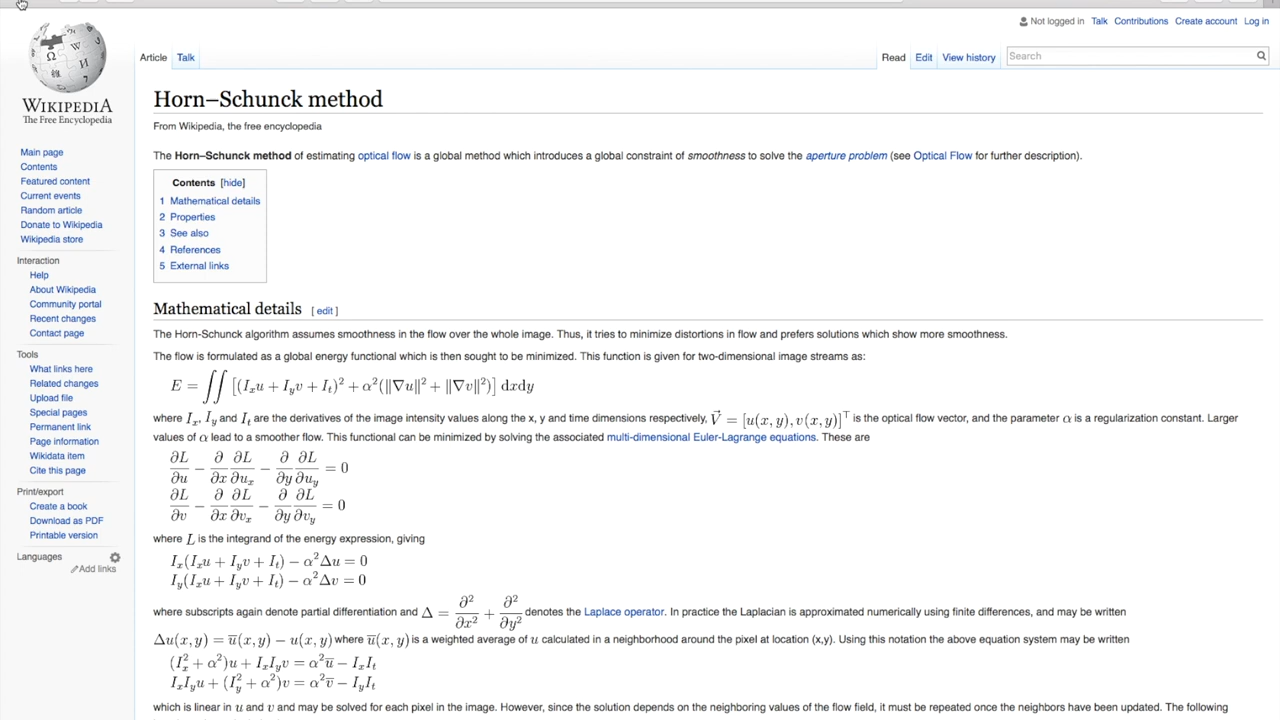 Not logged in Talk Contributions Create account Log in
Article Talk Read Edit View history Search
WIKIPEDIA
The Free Encyclopedia
Main page
Contents
Featured content
Current events
Random article
Donate to Wikipedia
Wikipedia store
Interaction
Help
About Wikipedia
Community portal
Recent changes
Contact page
Tools
What links here
Related changes
Upload file
Special pages
Permanent link
Page information
Wikidata item
Cite this page
Print/export
Create a book
Download as PDF
Printable version
Languages
Add links
Horn–Schunck method
From Wikipedia, the free encyclopedia
The Horn–Schunck method of estimating optical flow is a global method which introduces a global constraint of smoothness to solve the aperture problem (see Optical Flow for further description).
Contents [hide]
1 Mathematical details
2 Properties
3 See also
4 References
5 External links
Mathematical details [ edit ]
The Horn-Schunck algorithm assumes smoothness in the flow over the whole image. Thus, it tries to minimize distortions in flow and prefers solutions which show more smoothness.
The flow is formulated as a global energy functional which is then sought to be minimized. This function is given for two-dimensional image streams as:
E = ∬ [(I_x u + I_y v + I_t)² + α²(‖∇u‖² + ‖∇v‖²)] dxdy
where I_x, I_y and I_t are the derivatives of the image intensity values along the x, y and time dimensions respectively, V⃗ = [u(x, y), v(x, y)]^⊤ is the optical flow vector, and the parameter α is a regularization constant. Larger
values of α lead to a smoother flow. This functional can be minimized by solving the associated multi-dimensional Euler-Lagrange equations. These are
∂L/∂u − ∂/∂x ∂L/∂u_x − ∂/∂y ∂L/∂u_y = 0
∂L/∂v − ∂/∂x ∂L/∂v_x − ∂/∂y ∂L/∂v_y = 0
where L is the integrand of the energy expression, giving
I_x(I_x u + I_y v + I_t) − α²Δu = 0
I_y(I_x u + I_y v + I_t) − α²Δv = 0
where subscripts again denote partial differentiation and Δ = ∂²/∂x² + ∂²/∂y² denotes the Laplace operator. In practice the Laplacian is approximated numerically using finite differences, and may be written
Δu(x, y) = u̅(x, y) − u(x, y) where u̅(x, y) is a weighted average of u calculated in a neighborhood around the pixel at location (x,y). Using this notation the above equation system may be written
(I_x² + α²)u + I_x I_y v = α²u̅ − I_x I_t
I_x I_y u + (I_y² + α²)v = α²v̅ − I_y I_t
which is linear in u and v and may be solved for each pixel in the image. However, since the solution depends on the neighboring values of the flow field, it must be repeated once the neighbors have been updated. The following